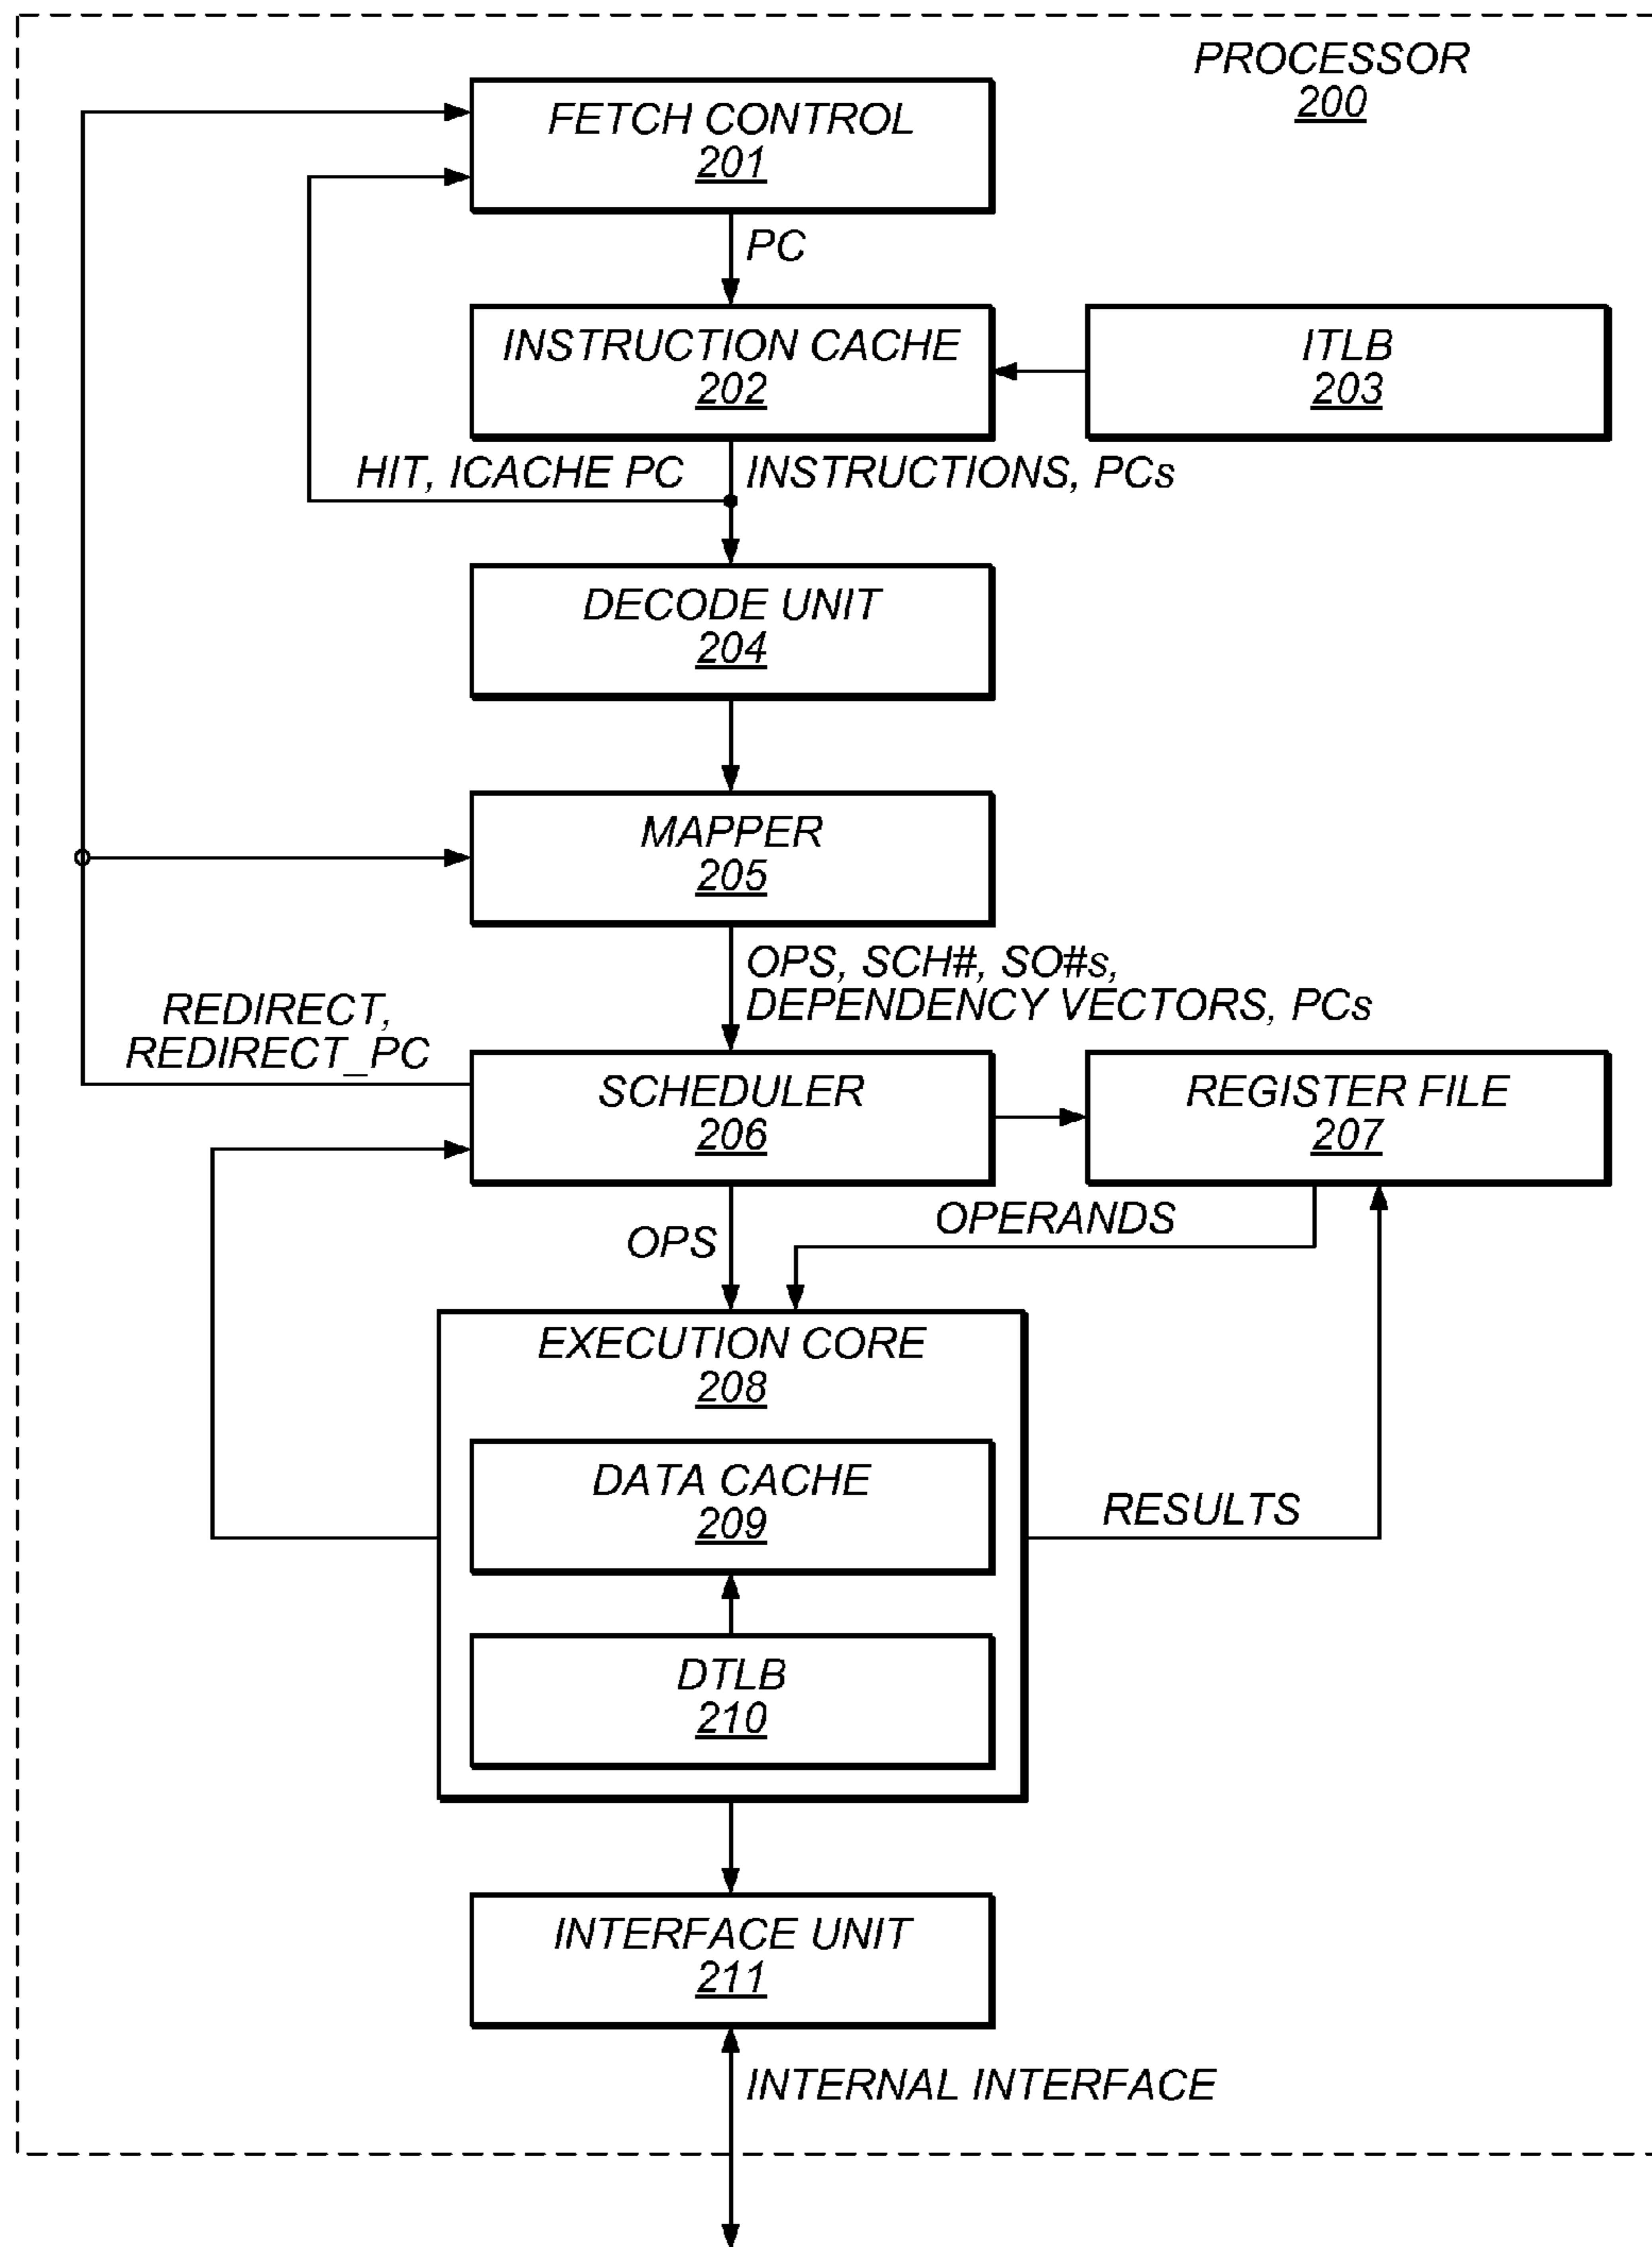 PROCESSOR
200
FETCH CONTROL
201
PC
INSTRUCTION CACHE
202
ITLB
203
HIT, ICACHE PC
INSTRUCTIONS, PCs
DECODE UNIT
204
MAPPER
205
OPS, SCH#, SO#s,
DEPENDENCY VECTORS, PCs
REDIRECT,
REDIRECT_PC
SCHEDULER
206
REGISTER FILE
207
OPS
OPERANDS
EXECUTION CORE
208
DATA CACHE
209
RESULTS
DTLB
210
INTERFACE UNIT
211
INTERNAL INTERFACE